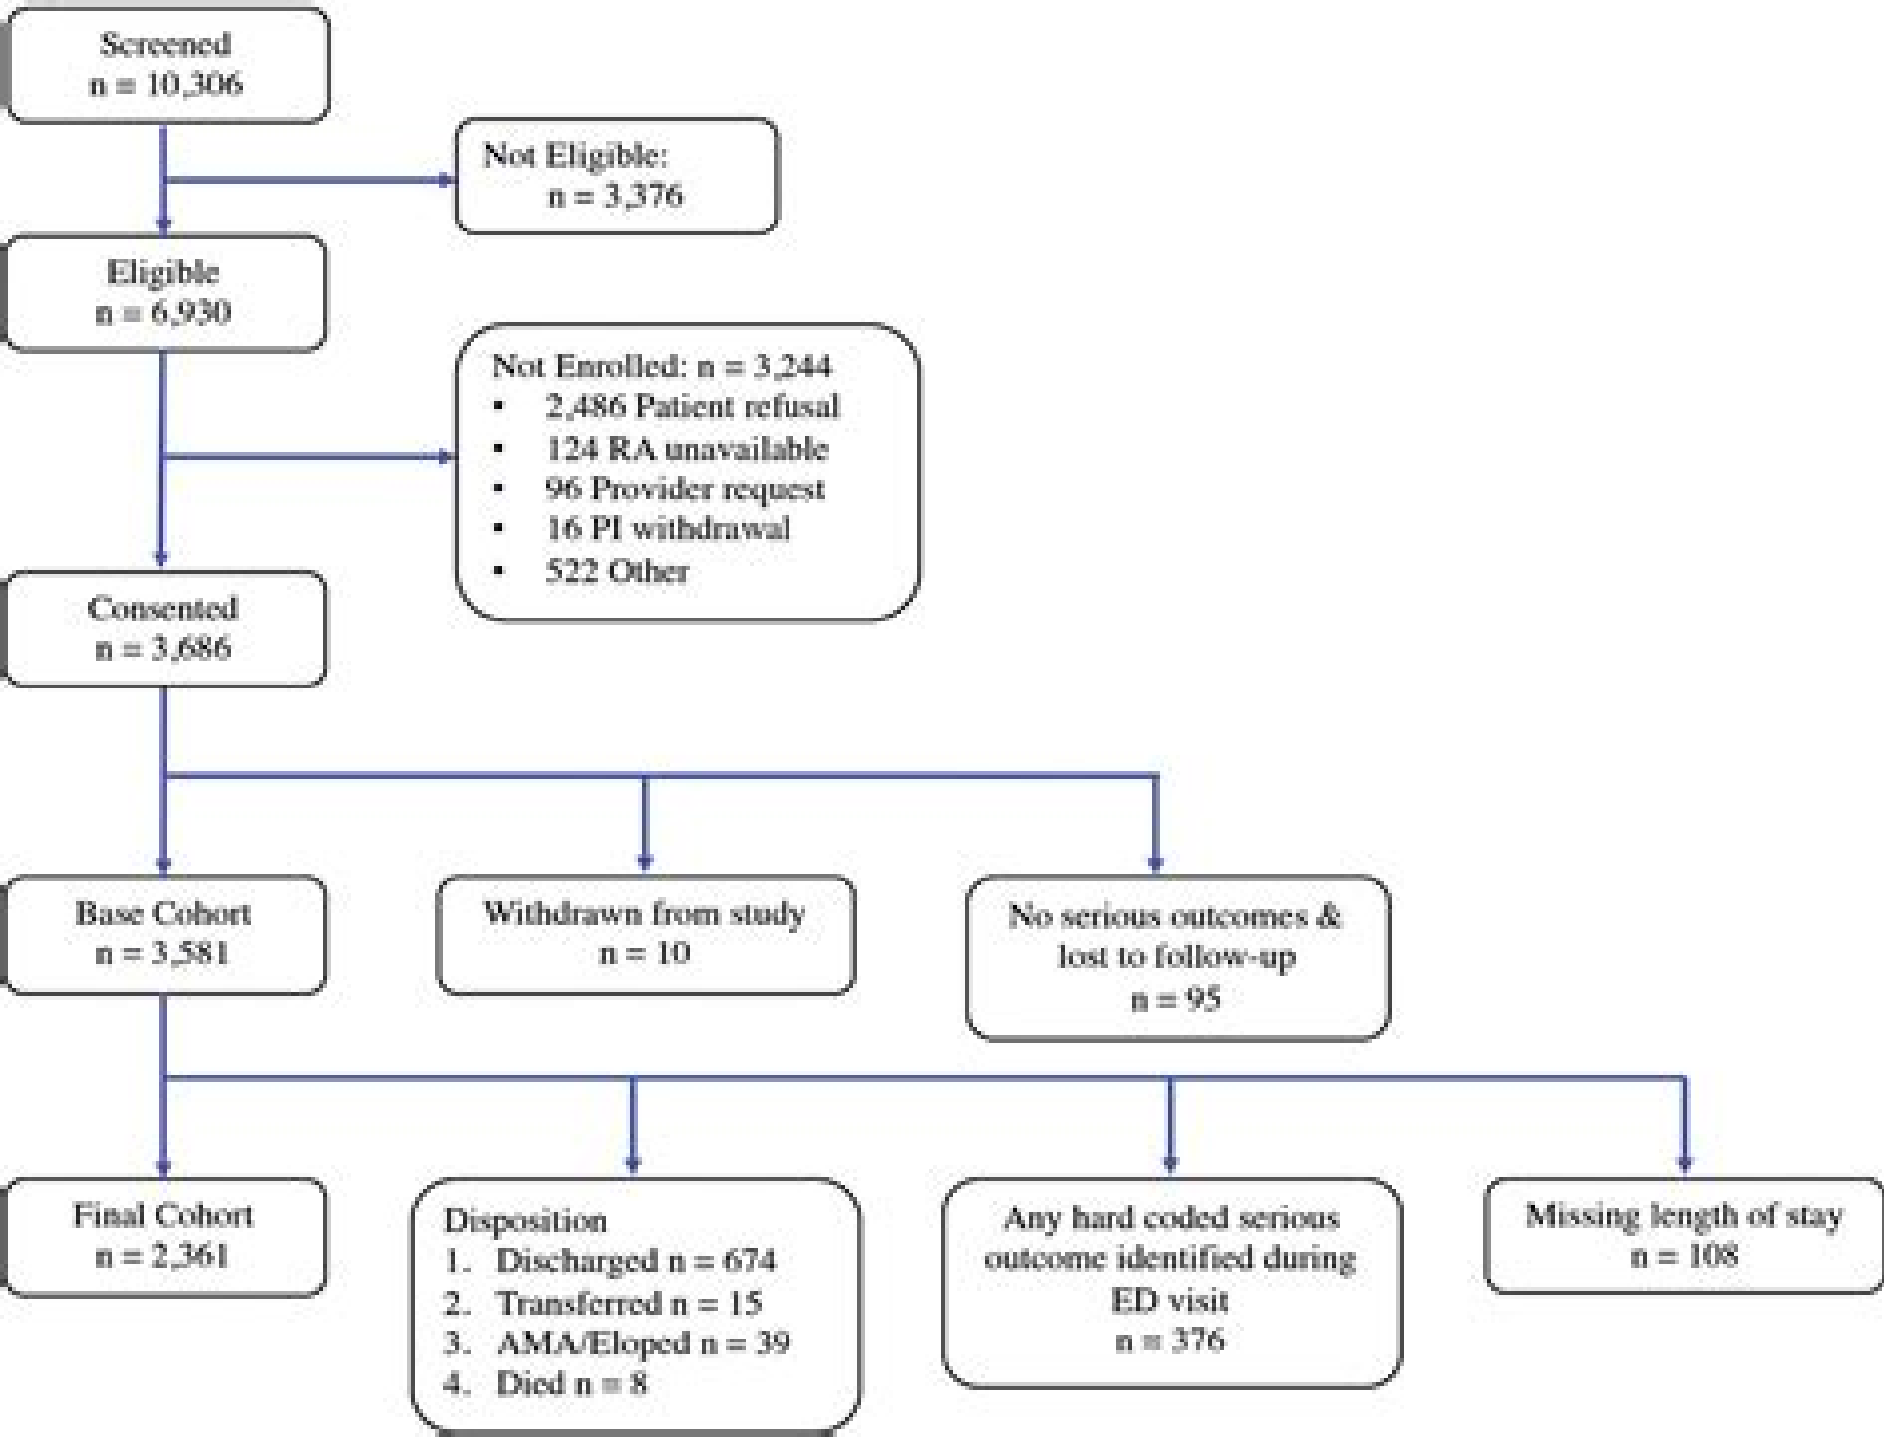 Screened
n = 10,306
Not Eligible:
n = 3,376
Eligible
n = 6,930
Not Enrolled: n = 3,244
▪ 2,486 Patient refusal
▪ 124 RA unavailable
▪ 96 Provider request
▪ 16 PI withdrawal
▪ 522 Other
Consented
n = 3,686
Base Cohort
n = 3,581
Withdrawn from study
n = 10
No serious outcomes &
lost to follow-up
n = 95
Final Cohort
n = 2,361
Disposition
1. Discharged n = 674
2. Transferred n = 15
3. AMA/Eloped n = 39
4. Died n = 8
Any hard coded serious
outcome identified during
ED visit
n = 376
Missing length of stay
n = 108